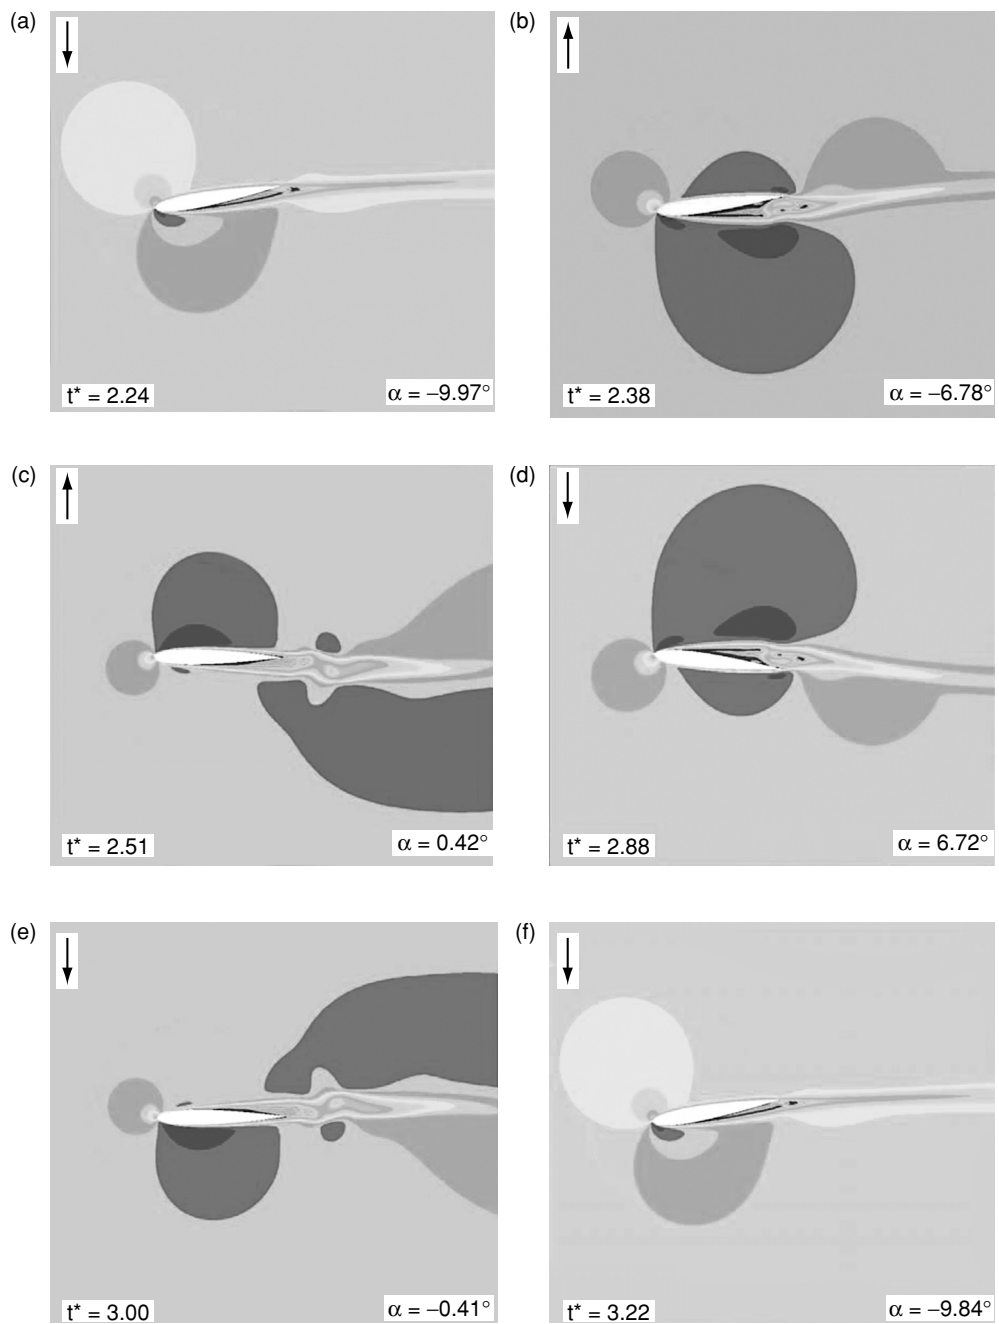 (a)
t* = 2.24
α = −9.97°
(b)
t* = 2.38
α = −6.78°
(c)
t* = 2.51
α = 0.42°
(d)
t* = 2.88
α = 6.72°
(e)
t* = 3.00
α = −0.41°
(f)
t* = 3.22
α = −9.84°